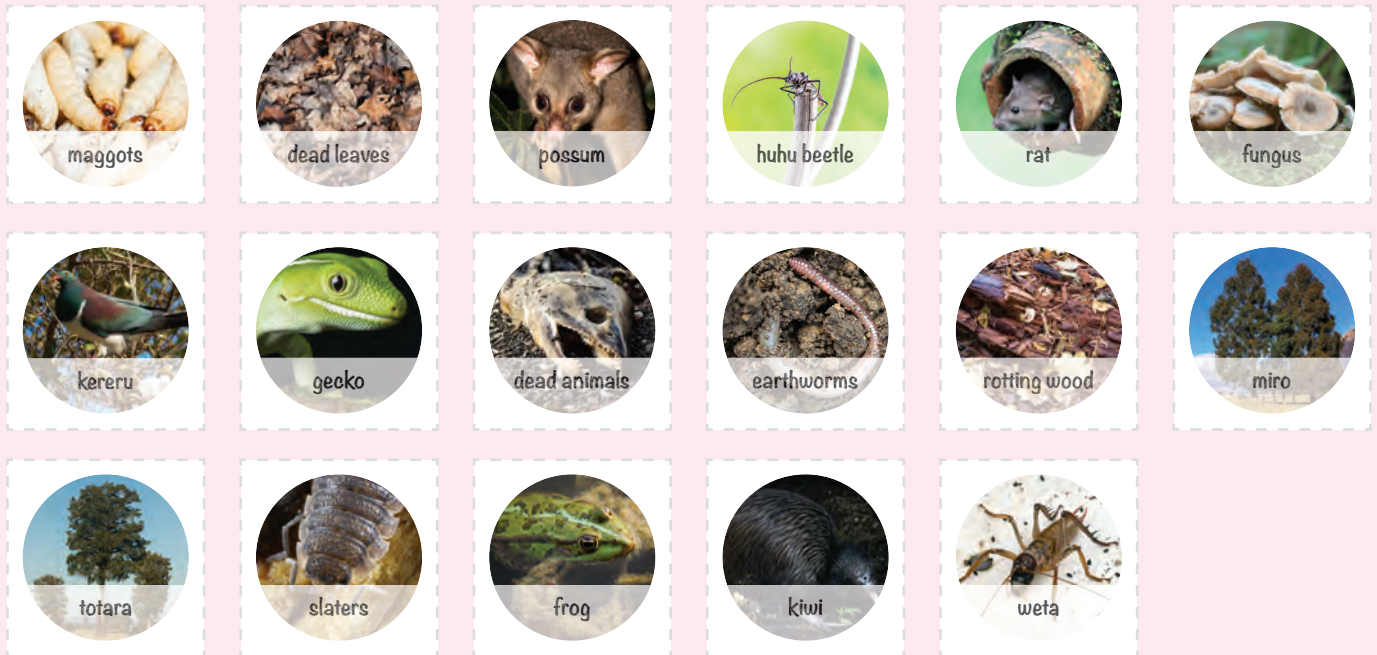 maggots
dead leaves
possum
huhu beetle
rat
fungus
kereru
gecko
dead animals
earthworms
rotting wood
miro
totara
slaters
frog
kiwi
weta